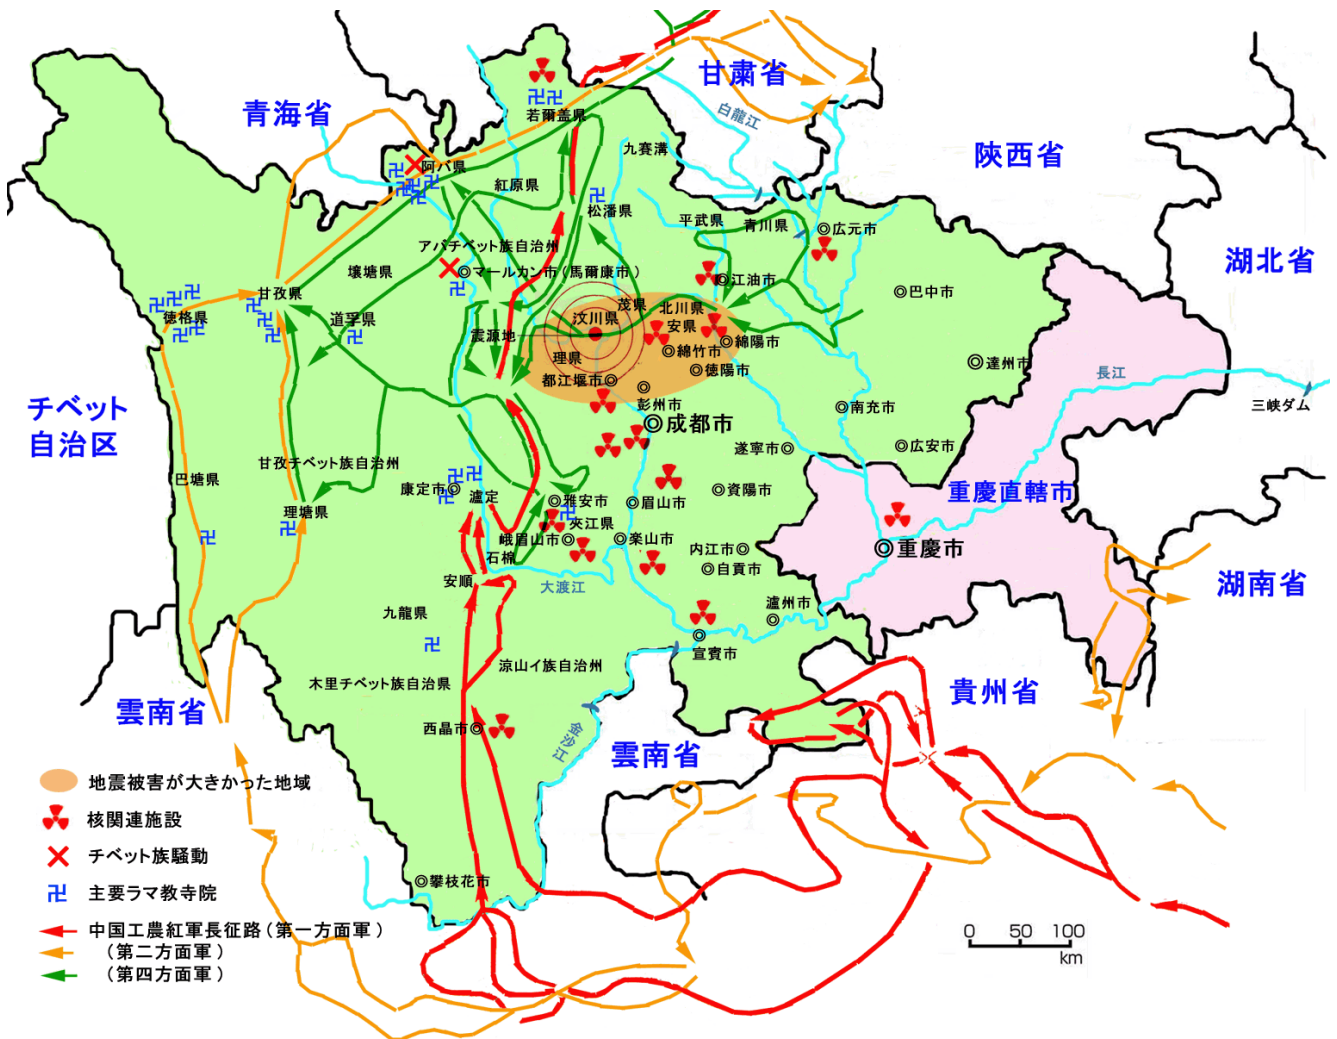 青海省
甘粛省
陝西省
湖北省
チベット
自治区
雲南省
雲南省
貴州省
湖南省
重慶直轄市
白龍江
若爾盖県
九寨溝
阿バ県
紅原県
松潘県
平武県
青川県
広元市
アバチベット族自治州
壤塘県
マールカン市(馬爾康市)
江油市
巴中市
甘孜県
徳格県
道孚県
茂県
北川県
汶川県
安県
震源地
綿陽市
理県
綿竹市
徳陽市
達州市
都江堰市
彭州市
長江
三峡ダム
成都市
南充市
遂寧市
広安市
甘孜チベット族自治州
巴塘県
康定市
瀘定
理塘県
雅安市
眉山市
資陽市
夾江県
峨眉山市
楽山市
重慶市
石棉
内江市
安順
大渡江
自貢市
九龍県
瀘州市
宣賓市
涼山イ族自治州
木里チベット族自治県
西晶市
金沙江
攀枝花市
地震被害が大きかった地域
核関連施設
チベット族騒動
主要ラマ教寺院
中国工農紅軍長征路(第一方面軍)
(第二方面軍)
(第四方面軍)
0 50 100
km